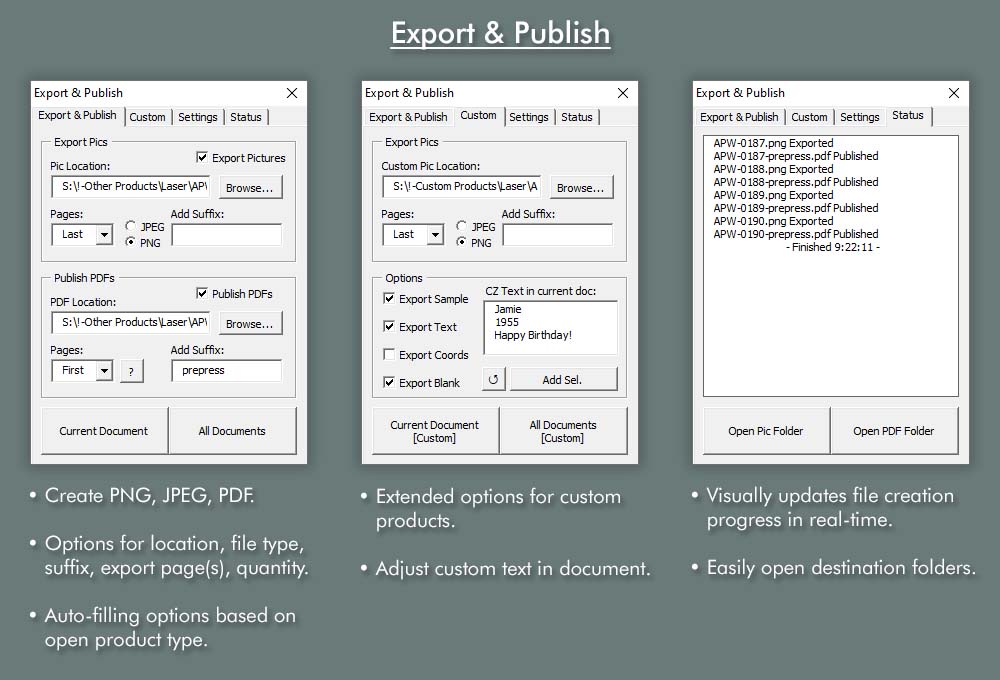 Export & Publish
Export & Publish
Export & Publish Custom Settings Status
Export Pics
Export Pictures
Pic Location:
S:\!-Other Products\Laser\AP\
Browse...
Pages:
Add Suffix:
Last
JPEG
PNG
Publish PDFs
Publish PDFs
PDF Location:
S:\!-Other Products\Laser\AP\
Browse...
Pages:
Add Suffix:
First
?
prepress
Current Document
All Documents
• Create PNG, JPEG, PDF.
• Options for location, file type,
suffix, export page(s), quantity.
• Auto-filling options based on
open product type.
Export & Publish
Export & Publish Custom Settings Status
Export Pics
Custom Pic Location:
S:\!-Custom Products\Laser\A
Browse...
Pages:
Add Suffix:
Last
JPEG
PNG
Options
CZ Text in current doc:
Export Sample
Export Text
Export Coords
Export Blank
Jamie
1955
Happy Birthday!
↺
Add Sel.
Current Document
[Custom]
All Documents
[Custom]
• Extended options for custom
products.
• Adjust custom text in document.
Export & Publish
Export & Publish Custom Settings Status
APW-0187.png Exported
APW-0187-prepress.pdf Published
APW-0188.png Exported
APW-0188-prepress.pdf Published
APW-0189.png Exported
APW-0189-prepress.pdf Published
APW-0190.png Exported
APW-0190-prepress.pdf Published
- Finished 9:22:11 -
Open Pic Folder
Open PDF Folder
• Visually updates file creation
progress in real-time.
• Easily open destination folders.